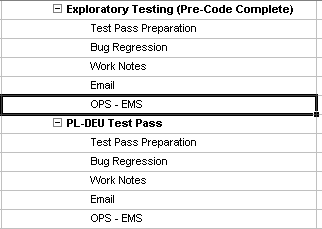 Exploratory Testing (Pre-Code Complete)
Test Pass Preparation
Bug Regression
Work Notes
Email
OPS - EMS
PL-DEU Test Pass
Test Pass Preparation
Bug Regression
Work Notes
Email
OPS - EMS